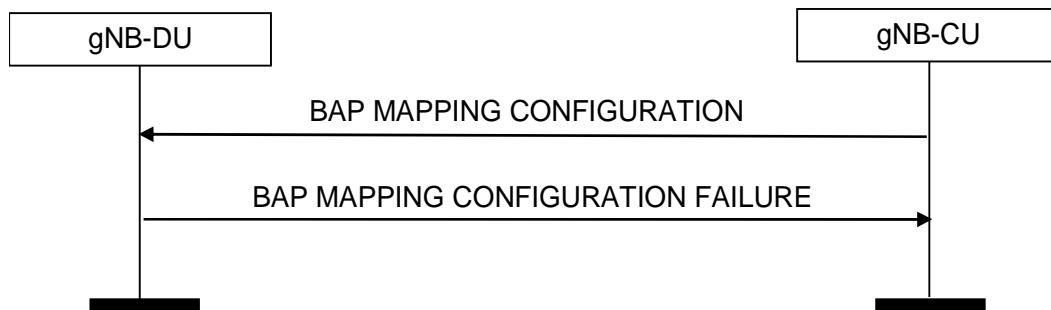 gNB-DU
gNB-CU
BAP MAPPING CONFIGURATION
BAP MAPPING CONFIGURATION FAILURE